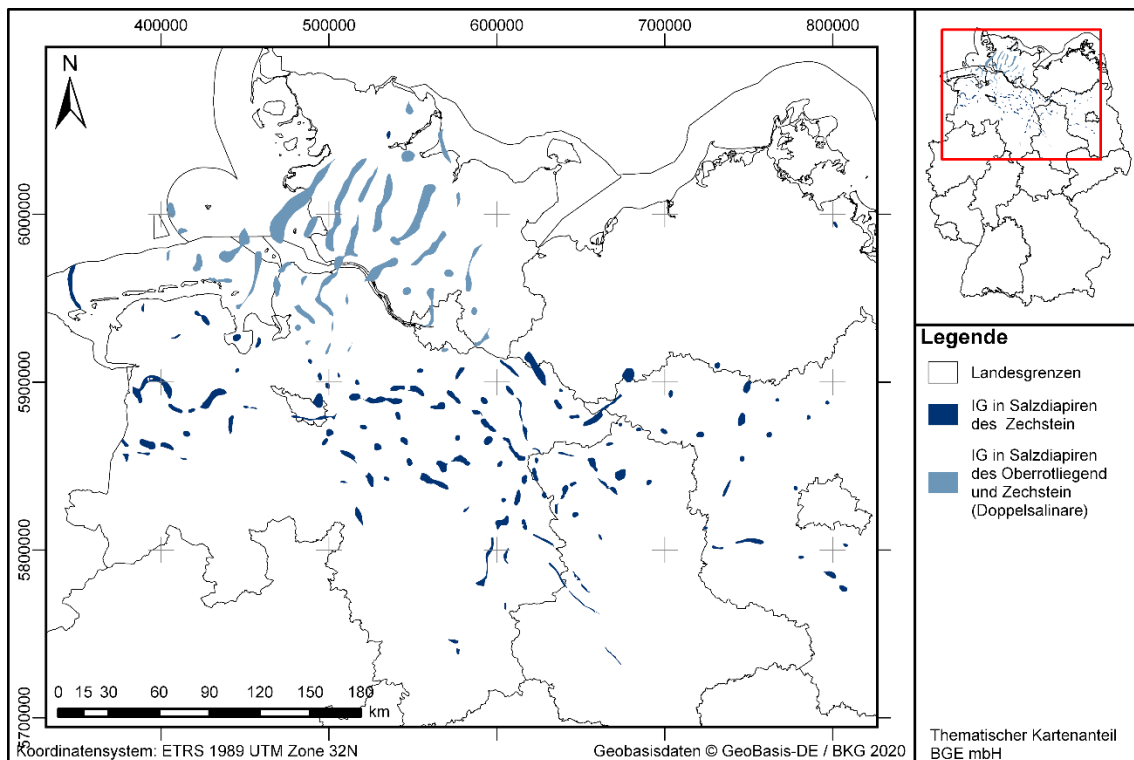 400000 500000 600000 700000 800000
6000000
5900000
5800000
5700000
N
0 15 30 60 90 120 150 180
km
Koordinatensystem: ETRS 1989 UTM Zone 32N
Geobasisdaten © GeoBasis-DE / BKG 2020
Legende
Landesgrenzen
IG in Salzdiapiren
des Zechstein
IG in Salzdiapiren
des Oberrotliegend
und Zechstein
(Doppelsalinare)
Thematischer Kartenanteil
BGE mbH